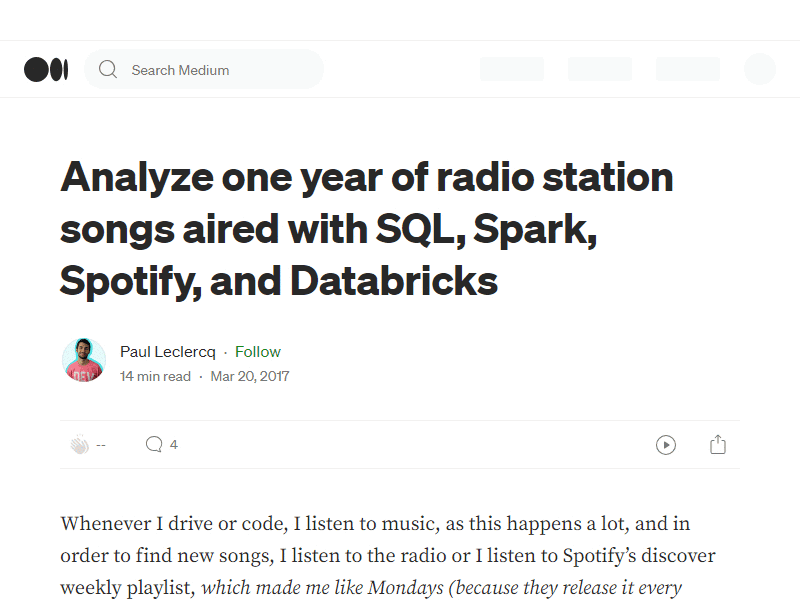 Search Medium
Analyze one year of radio station
songs aired with SQL, Spark,
Spotify, and Databricks
Paul Leclercq · Follow
14 min read · Mar 20, 2017
-- 4
Whenever I drive or code, I listen to music, as this happens a lot, and in
order to find new songs, I listen to the radio or I listen to Spotify’s discover
weekly playlist, which made me like Mondays (because they release it every